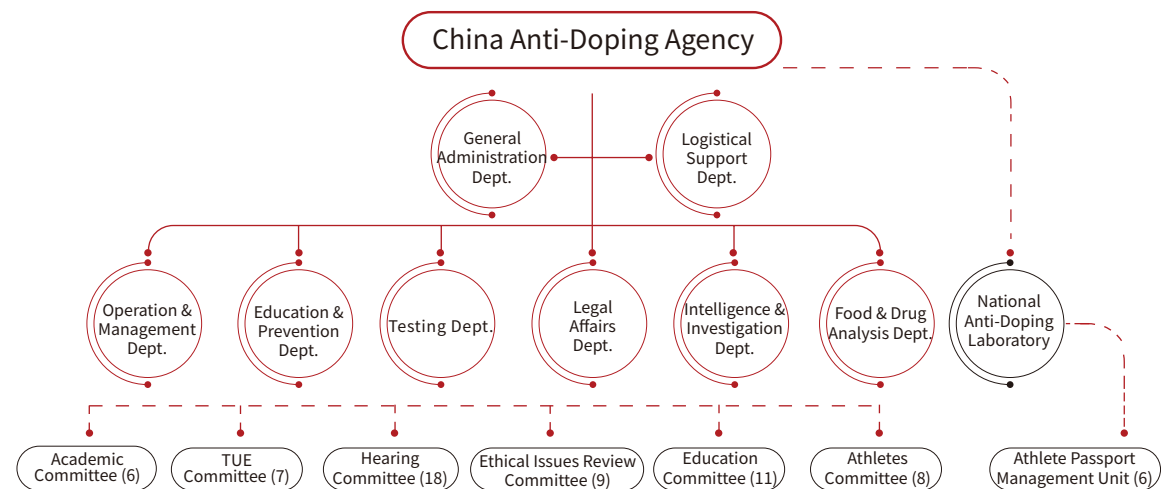 China Anti-Doping Agency
General
Administration
Dept.
Logistical
Support
Dept.
Operation &
Management
Dept.
Education &
Prevention
Dept.
Testing Dept.
Legal
Affairs
Dept.
Intelligence &
Investigation
Dept.
Food & Drug
Analysis Dept.
National
Anti-Doping
Laboratory
Academic
Committee (6)
TUE
Committee (7)
Hearing
Committee (18)
Ethical Issues Review
Committee (9)
Education
Committee (11)
Athletes
Committee (8)
Athlete Passport
Management Unit (6)